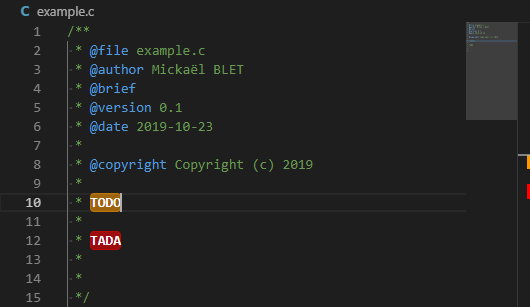 C example.c
1 /**
2 * @file example.c
3 * @author Mickaël BLET
4 * @brief
5 * @version 0.1
6 * @date 2019-10-23
7 *
8 * @copyright Copyright (c) 2019
9 *
10 * TODO
11 *
12 * TADA
13 *
14 *
15 */